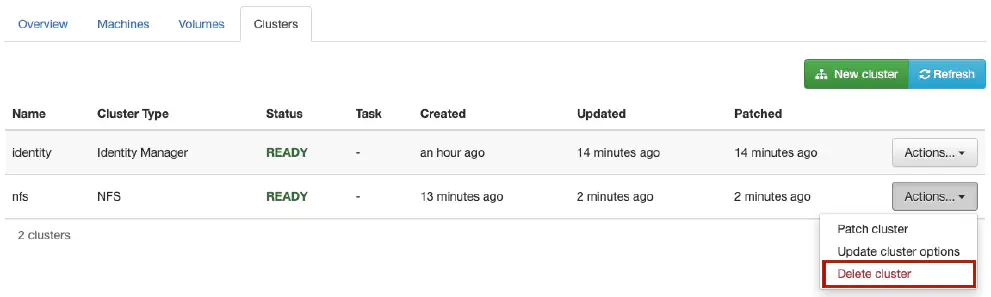 Overview Machines Volumes Clusters
New cluster Refresh
Name Cluster Type Status Task Created Updated Patched
identity Identity Manager READY - an hour ago 14 minutes ago 14 minutes ago Actions...
nfs NFS READY - 13 minutes ago 2 minutes ago 2 minutes ago Actions...
2 clusters
Patch cluster
Update cluster options
Delete cluster